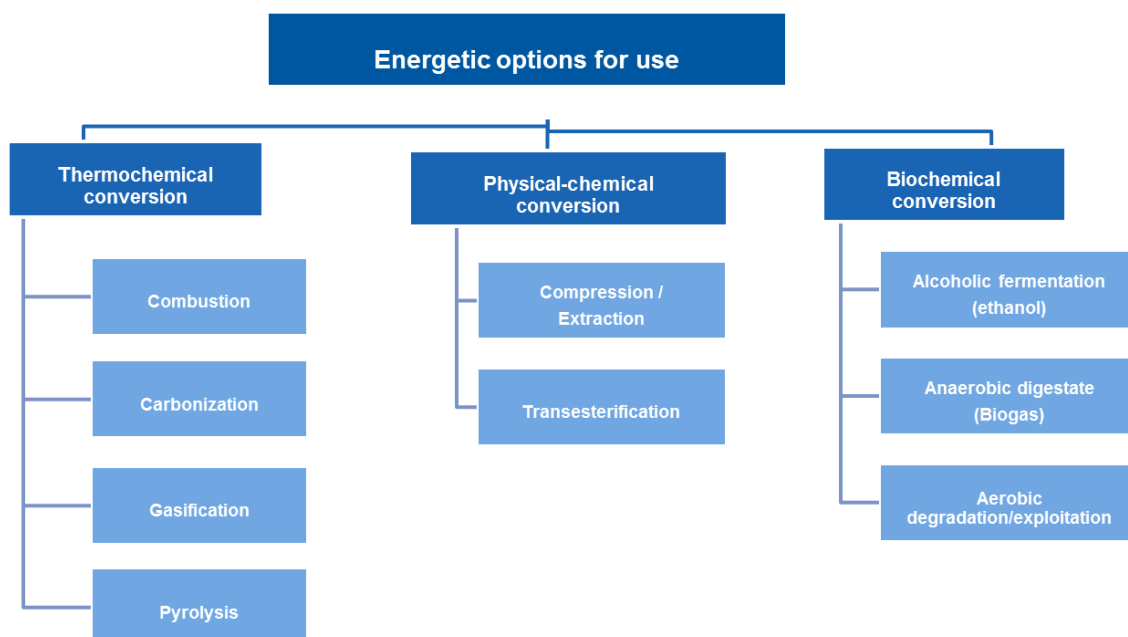 Energetic options for use
Thermochemical
conversion
Combustion
Carbonization
Gasification
Pyrolysis
Physical-chemical
conversion
Compression /
Extraction
Transesterification
Biochemical
conversion
Alcoholic fermentation
(ethanol)
Anaerobic digestate
(Biogas)
Aerobic
degradation/exploitation